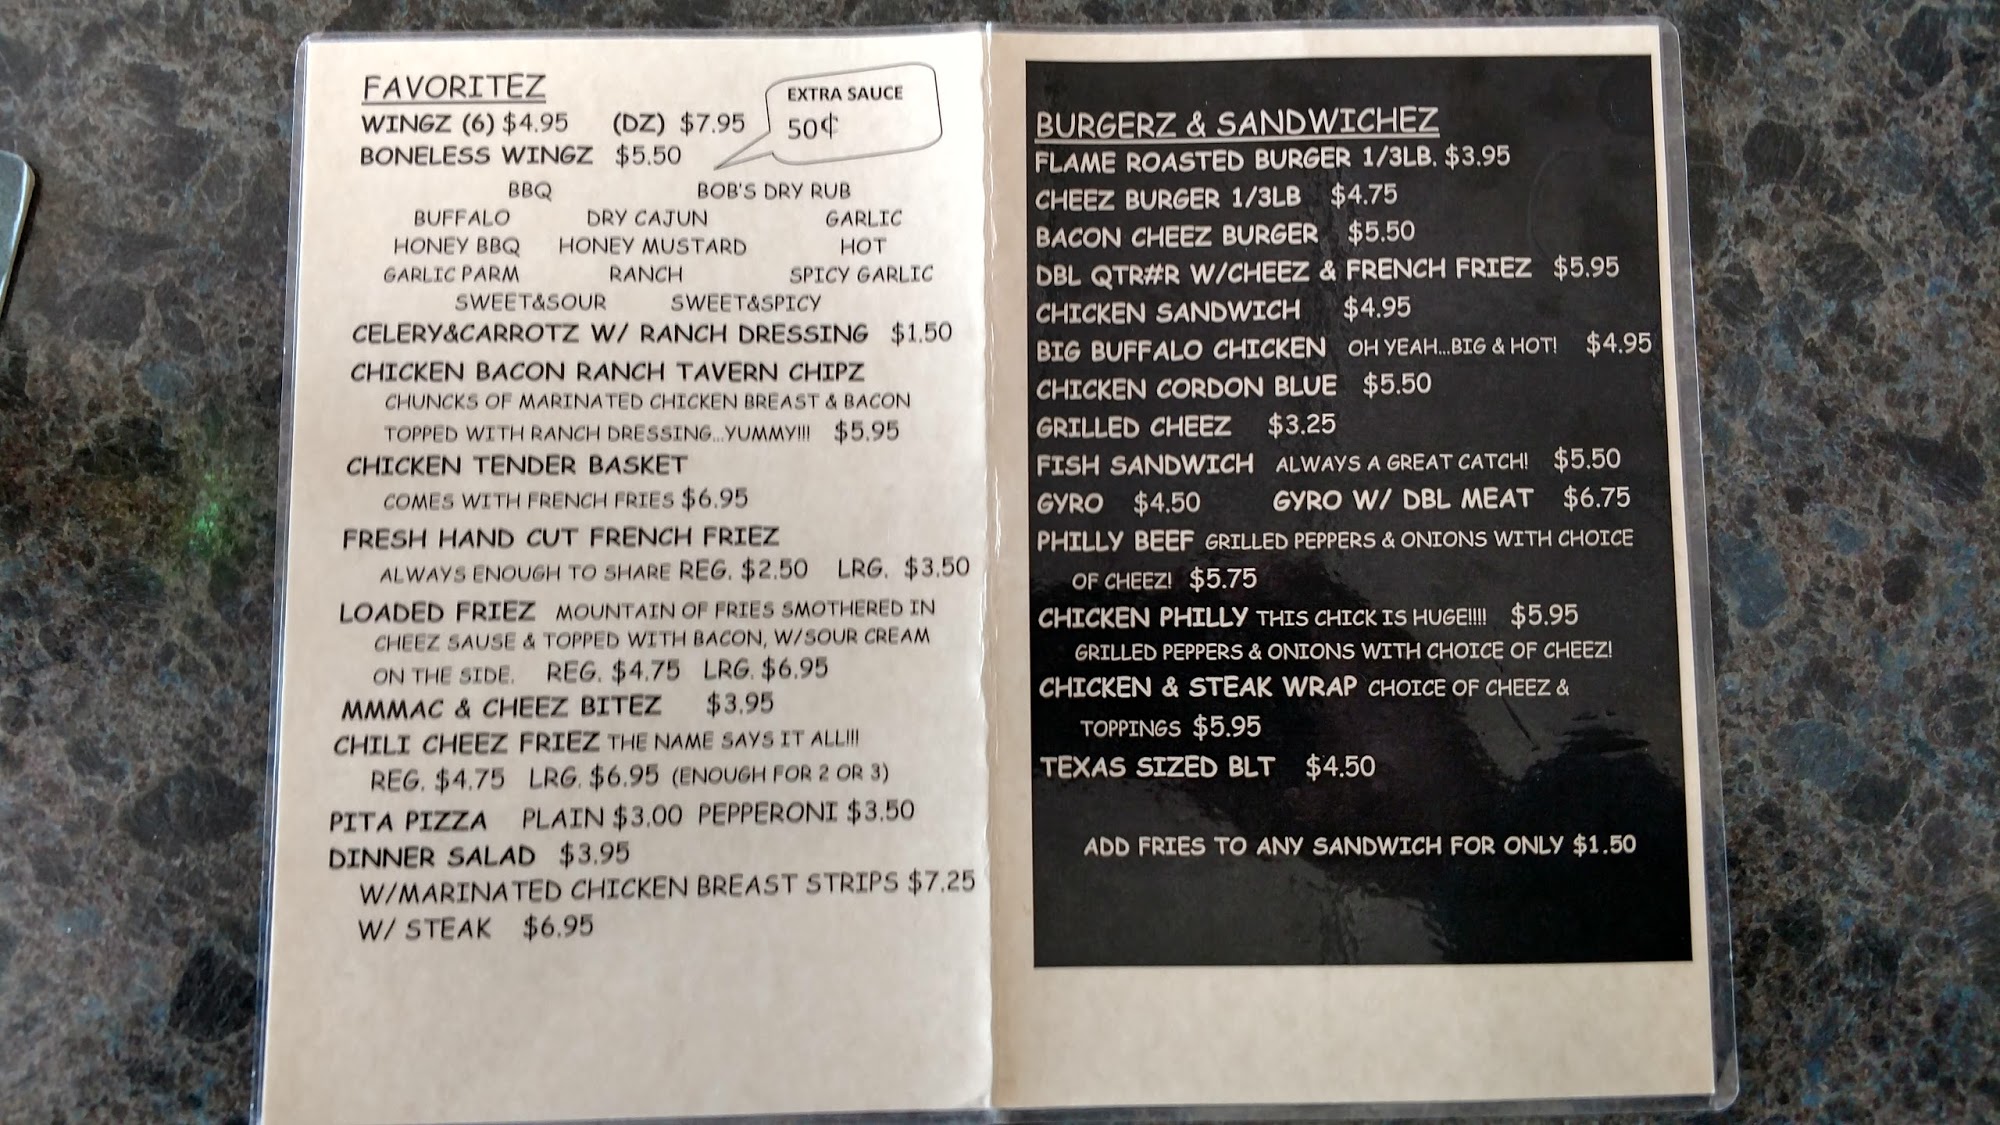 FAVORITEZ
WINGZ (6) $4.95 (DZ) $7.95
BONELESS WINGZ $5.50
EXTRA SAUCE
50¢
BBQ BOB'S DRY RUB
BUFFALO DRY CAJUN GARLIC
HONEY BBQ HONEY MUSTARD HOT
GARLIC PARM RANCH SPICY GARLIC
SWEET&SOUR SWEET&SPICY
CELERY&CARROTZ W/ RANCH DRESSING $1.50
CHICKEN BACON RANCH TAVERN CHIPZ
CHUNCKS OF MARINATED CHICKEN BREAST & BACON
TOPPED WITH RANCH DRESSING...YUMMY!!! $5.95
CHICKEN TENDER BASKET
COMES WITH FRENCH FRIES $6.95
FRESH HAND CUT FRENCH FRIEZ
ALWAYS ENOUGH TO SHARE REG. $2.50 LRG. $3.50
LOADED FRIEZ MOUNTAIN OF FRIES SMOTHERED IN
CHEEZ SAUSE & TOPPED WITH BACON, W/SOUR CREAM
ON THE SIDE. REG. $4.75 LRG. $6.95
MMMAC & CHEEZ BITEZ $3.95
CHILI CHEEZ FRIEZ THE NAME SAYS IT ALL!!!
REG. $4.75 LRG. $6.95 (ENOUGH FOR 2 OR 3)
PITA PIZZA PLAIN $3.00 PEPPERONI $3.50
DINNER SALAD $3.95
W/MARINATED CHICKEN BREAST STRIPS $7.25
W/ STEAK $6.95
BURGERZ & SANDWICHEZ
FLAME ROASTED BURGER 1/3LB. $3.95
CHEEZ BURGER 1/3LB $4.75
BACON CHEEZ BURGER $5.50
DBL QTR#R W/CHEEZ & FRENCH FRIEZ $5.95
CHICKEN SANDWICH $4.95
BIG BUFFALO CHICKEN OH YEAH...BIG & HOT! $4.95
CHICKEN CORDON BLUE $5.50
GRILLED CHEEZ $3.25
FISH SANDWICH ALWAYS A GREAT CATCH! $5.50
GYRO $4.50 GYRO W/ DBL MEAT $6.75
PHILLY BEEF GRILLED PEPPERS & ONIONS WITH CHOICE
OF CHEEZ! $5.75
CHICKEN PHILLY THIS CHICK IS HUGE!!!! $5.95
GRILLED PEPPERS & ONIONS WITH CHOICE OF CHEEZ!
CHICKEN & STEAK WRAP CHOICE OF CHEEZ &
TOPPINGS $5.95
TEXAS SIZED BLT $4.50
ADD FRIES TO ANY SANDWICH FOR ONLY $1.50